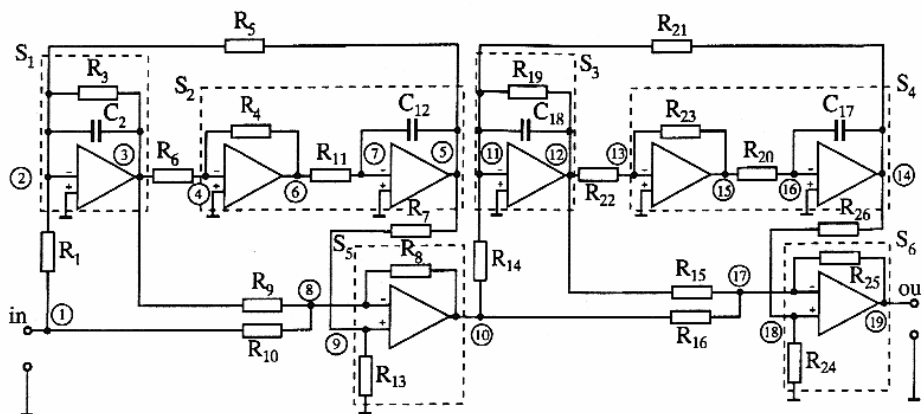 R5
R21
S1
R3
S2
R19
S3
S4
C2
R4
C12
C18
R23
C17
2
3
R6
4
6
R11
7
5
11
12
R22
13
15
R20
16
14
R1
R7
R26
S5
R8
S6
R14
R9
8
R15
17
R25
ou
in
1
R10
9
10
R16
18
19
R13
R24
- + - + - + - + - + - + - + - +